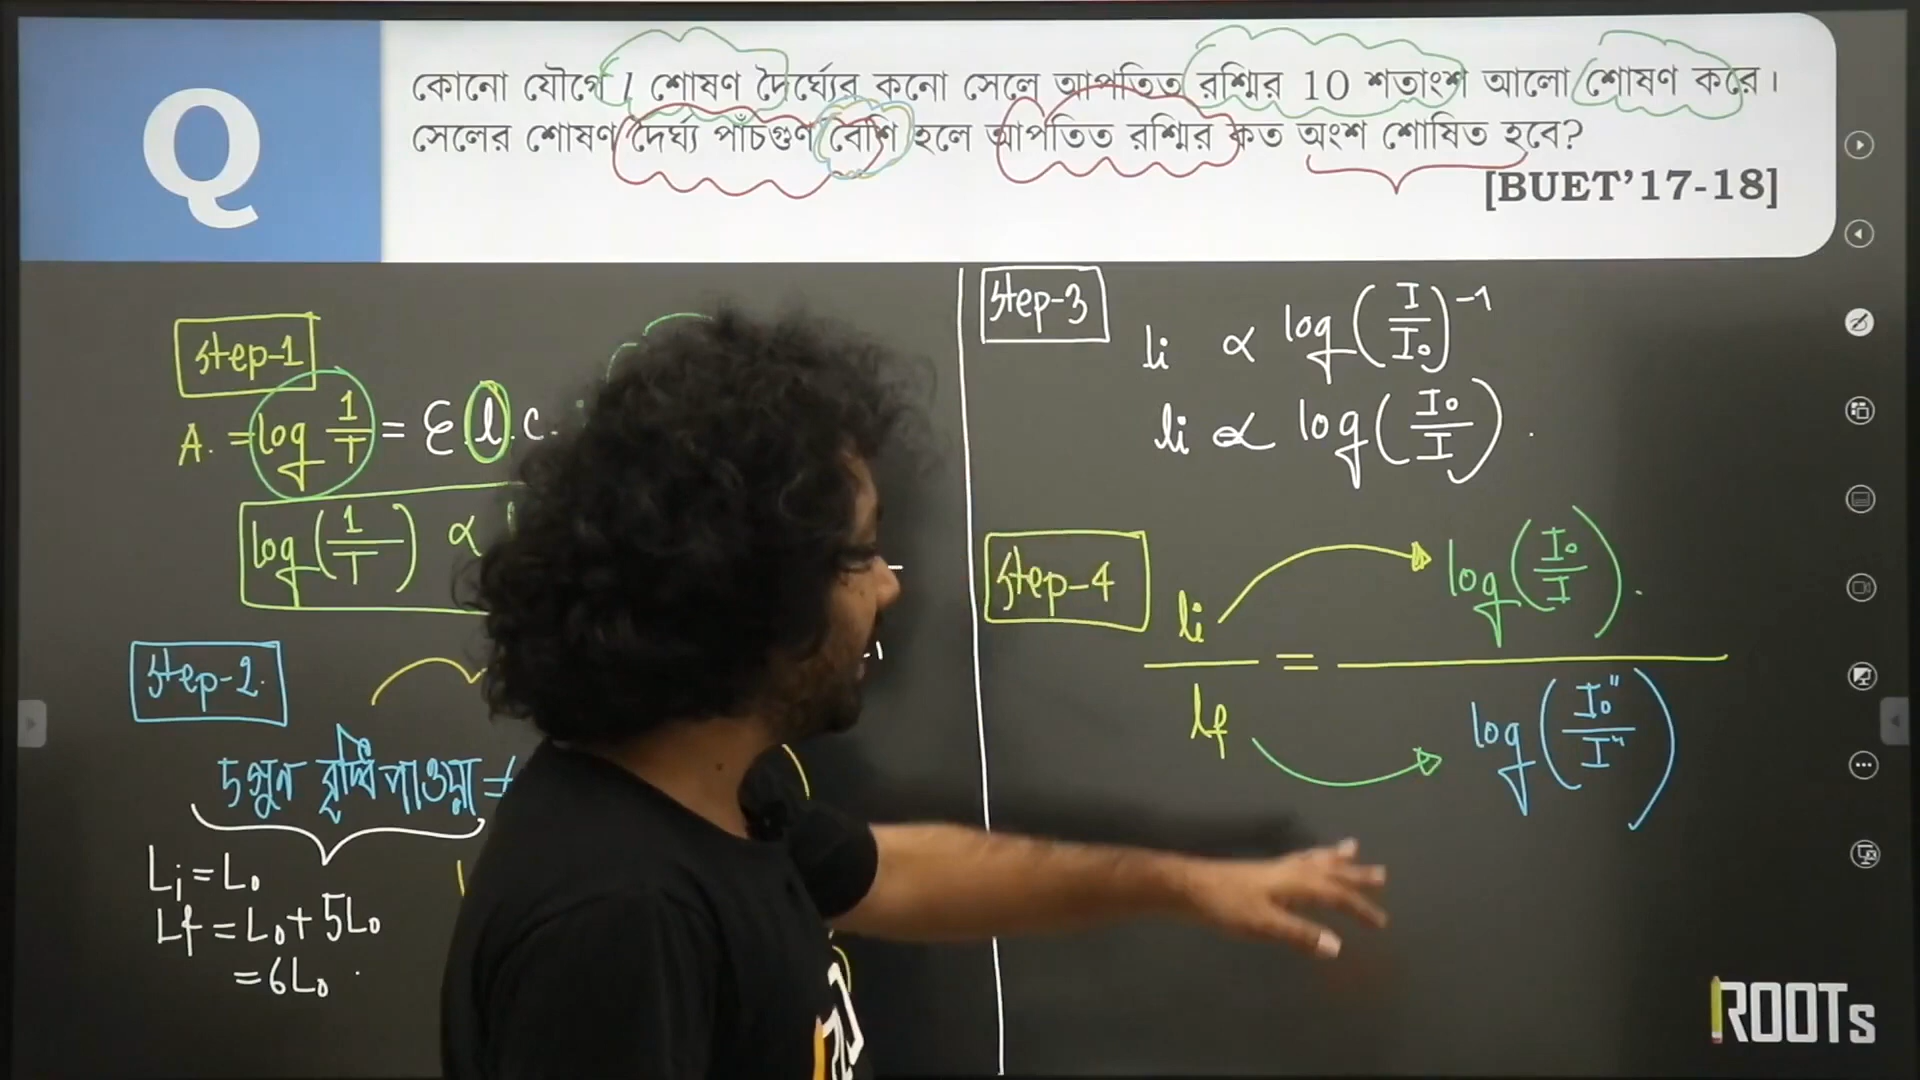 Q
কোনো যৌগে l শোষণ দৈর্ঘ্যের কনো সেলে আপতিত রশ্মির 10 শতাংশ আলো শোষণ করে।
সেলের শোষণ দৈর্ঘ্য পাঁচগুণ বেশি হলে আপতিত রশ্মির কত অংশ শোষিত হবে?
[BUET'17-18]
Step-1
A. = log 1/T = ε l . c .
log (1/T) ∝
Step-2
5গুন বৃদ্ধি পাওয়া
Li = L₀
Lf = L₀ + 5L₀
= 6L₀
Step-3
li ∝ log (I/I₀)⁻¹
li ∝ log (I₀/I) .
Step-4
li/lf = log (I₀/I) . / log (I₀"/I")
ROOTs